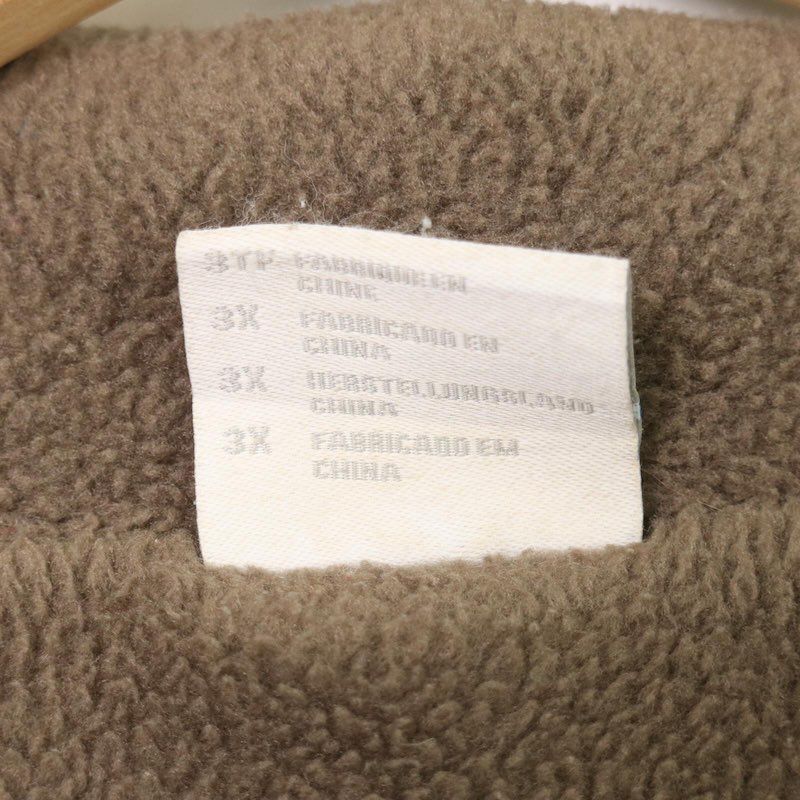 3TP FABRIQUE EN
CHINE
3X FABRICADO EN
CHINA
3X HERSTELLUNGSLAND
CHINA
3X FABRICADO EM
CHINA